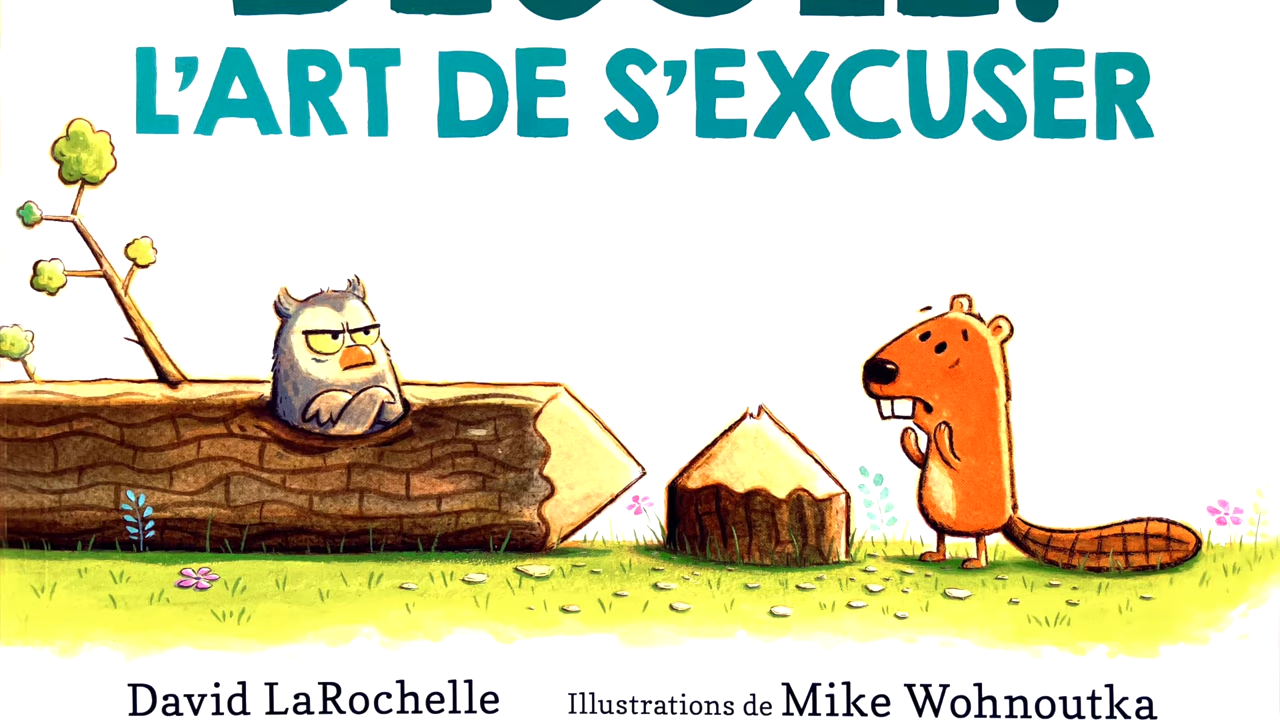 L'ART DE S'EXCUSER
David LaRochelle
Illustrations de Mike Wohnoutka